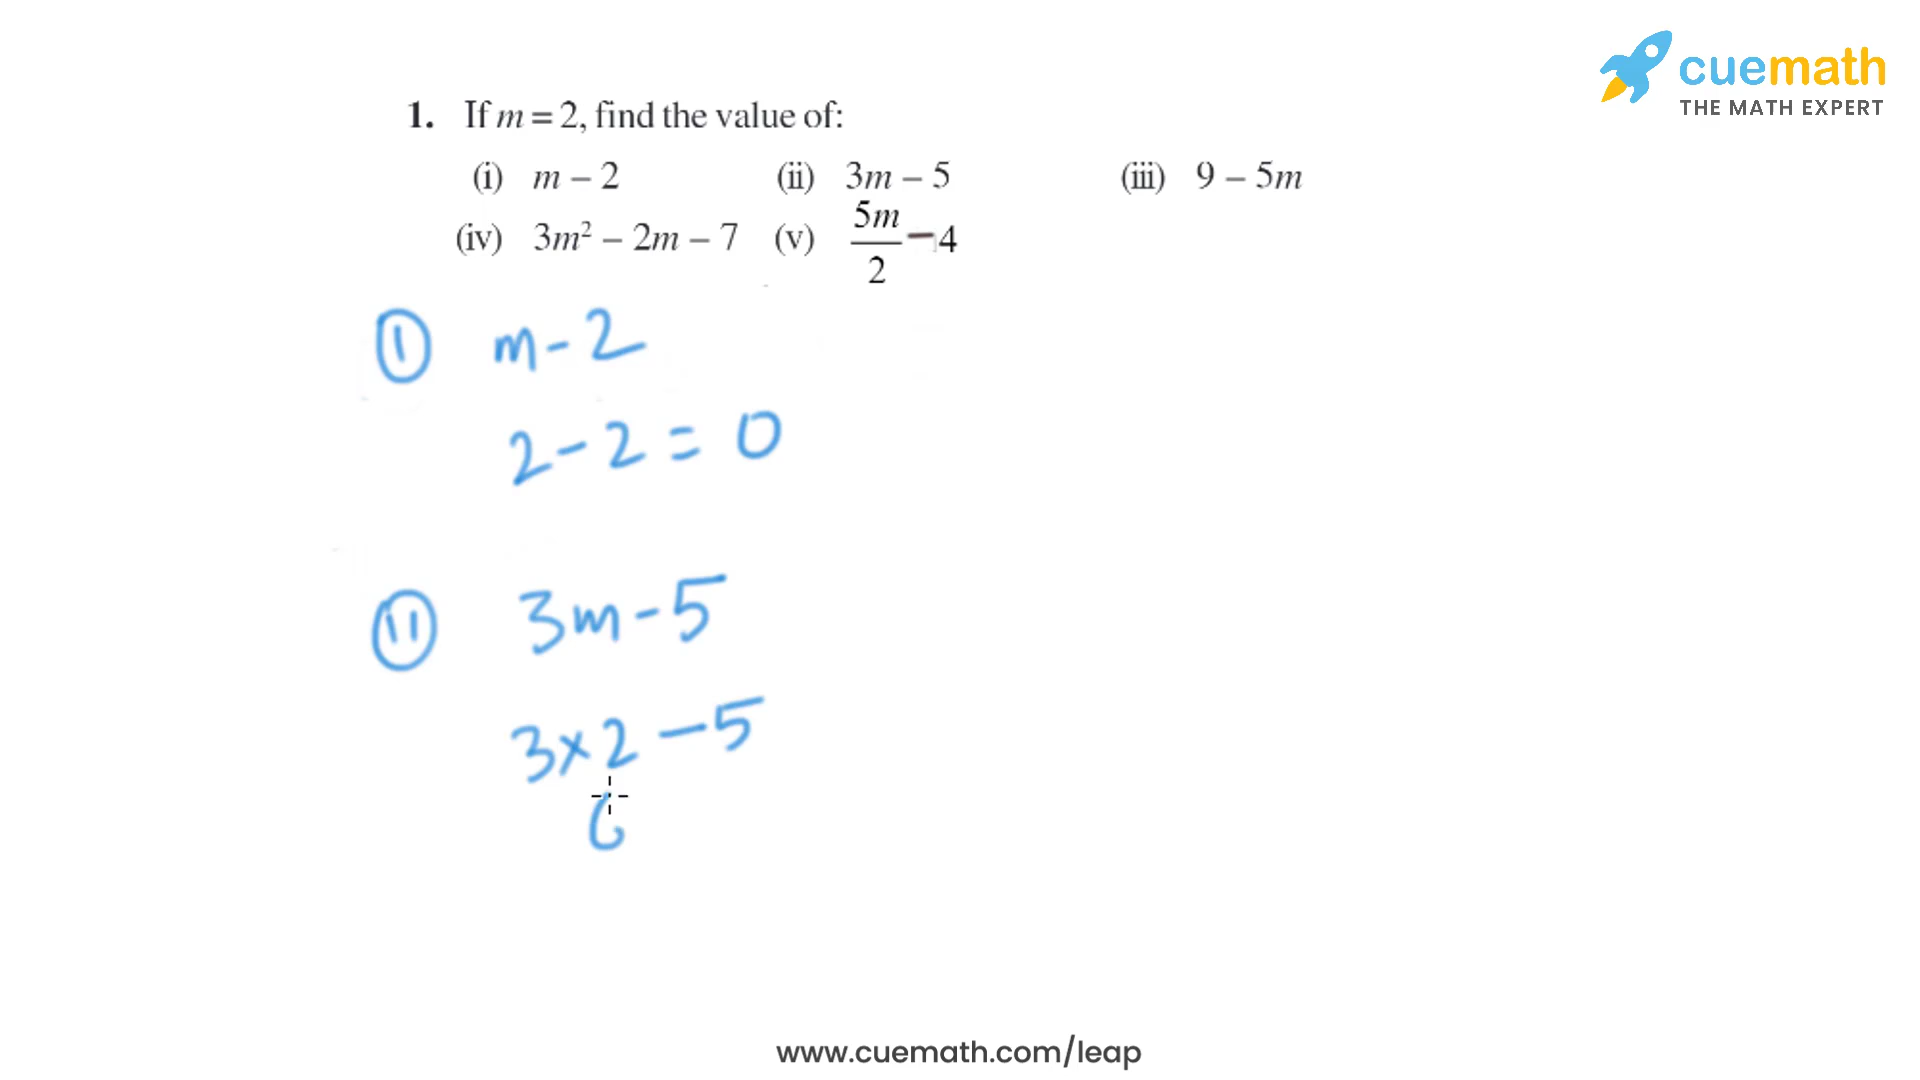 cuemath
THE MATH EXPERT
1. If m = 2, find the value of:
(i) m – 2 (ii) 3m – 5 (iii) 9 – 5m
(iv) 3m² – 2m – 7 (v) 5m/2 – 4
(i) m - 2
2 - 2 = 0
(ii) 3m - 5
3 × 2 - 5
6
www.cuemath.com/leap